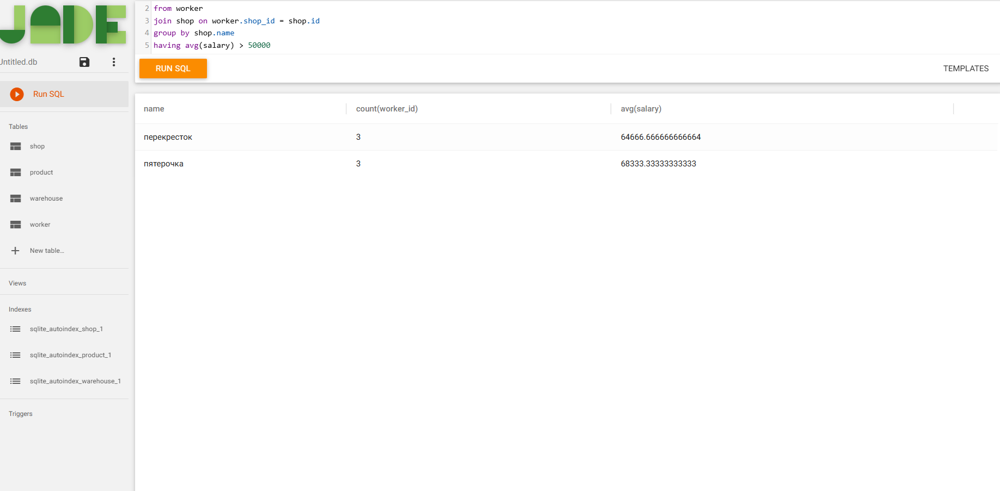 JADE
Untitled.db
Run SQL
Tables
shop
product
warehouse
worker
New table...
Views
Indexes
sqlite_autoindex_shop_1
sqlite_autoindex_product_1
sqlite_autoindex_warehouse_1
Triggers
2 from worker
3 join shop on worker.shop_id = shop.id
4 group by shop.name
5 having avg(salary) > 50000
RUN SQL
TEMPLATES
name count(worker_id) avg(salary)
перекресток 3 64666.666666666664
пятерочка 3 68333.33333333333